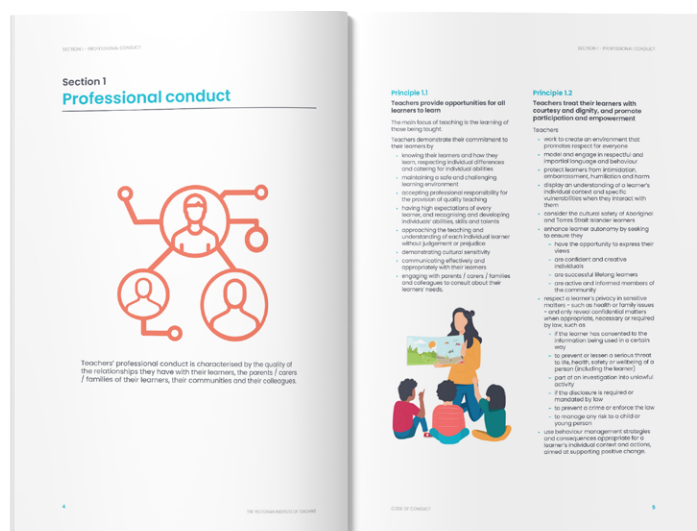 SECTION 1 - PROFESSIONAL CONDUCT
Section 1
Professional conduct
Teachers' professional conduct is characterised by the quality of
the relationships they have with their learners, the parents / carers
/ families of their learners, their communities and their colleagues.
4
THE VICTORIAN INSTITUTE OF TEACHING
SECTION 1 - PROFESSIONAL CONDUCT
Principle 1.1
Teachers provide opportunities for all
learners to learn
The main focus of teaching is the learning of
those being taught.
Teachers demonstrate their commitment to
their learners by
- knowing their learners and how they
learn, respecting individual differences
and catering for individual abilities
- maintaining a safe and challenging
learning environment
- accepting professional responsibility for
the provision of quality teaching
- having high expectations of every
learner, and recognising and developing
individuals' abilities, skills and talents
- approaching the teaching and
understanding of each individual learner
without judgement or prejudice
- demonstrating cultural sensitivity
- communicating effectively and
appropriately with their learners
- engaging with parents / carers / families
and colleagues to consult about their
learners' needs.
Principle 1.2
Teachers treat their learners with
courtesy and dignity, and promote
participation and empowerment
Teachers
- work to create an environment that
promotes respect for everyone
- model and engage in respectful and
impartial language and behaviour
- protect learners from intimidation,
embarrassment, humiliation and harm
- display an understanding of a learner's
individual context and specific
vulnerabilities when they interact with
them
- consider the cultural safety of Aboriginal
and Torres Strait Islander learners
- enhance learner autonomy by seeking
to ensure they
- have the opportunity to express their
views
- are confident and creative
individuals
- are successful lifelong learners
- are active and informed members of
the community
- respect a learner's privacy in sensitive
matters - such as health or family issues
- and only reveal confidential matters
when appropriate, necessary or required
by law, such as
- if the learner has consented to the
information being used in a certain
way
- to prevent or lessen a serious threat
to life, health, safety or wellbeing of a
person (including the learner)
- part of an investigation into unlawful
activity
- if the disclosure is required or
mandated by law
- to prevent a crime or enforce the law
- to manage any risk to a child or
young person
- use behaviour management strategies
and consequences appropriate for a
learner's individual context and actions,
aimed at supporting positive change.
CODE OF CONDUCT
5